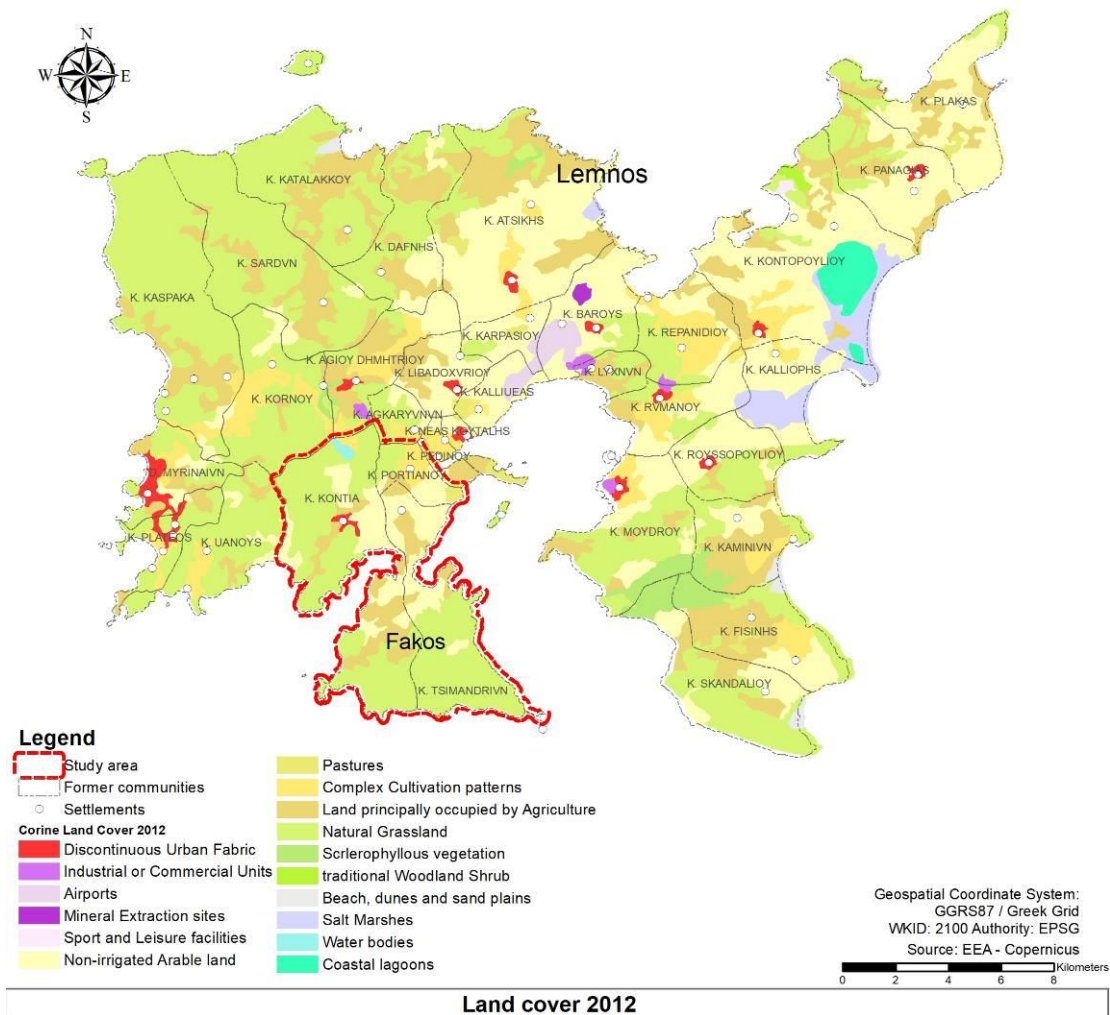 N
W E
S
K. PLAKAS
K. PANAGIAS
Lemnos
K. KATALAKKOY
K. ATSIKHS
K. DAFNHS
K. SARDVN
K. KONTOPOYLIOY
K. KASPAKA
K. BAROYS
K. KARPASIOY
K. REPANIDIOY
K. AGIOY DHMHTRIOY
K. LIBADOXVRIOY
K. LYXNVN
K. KALLIOPHS
K. KORNOY
K. KALLIUEAS
K. AGKARYVNVN
K. RVMANOY
K. NEAS KOYTALHS
K. PEDINOY
K. ROYSSOPOYLIOY
D. MYRINAIVN
K. PORTIANOY
K. KONTIA
K. PLATEOS
K. UANOYS
K. MOYDROY
K. KAMINIVN
K. FISINHS
Fakos
K. SKANDALIOY
K. TSIMANDRIVN
Legend
Study area
Former communities
Settlements
Corine Land Cover 2012
Discontinuous Urban Fabric
Industrial or Commercial Units
Airports
Mineral Extraction sites
Sport and Leisure facilities
Non-irrigated Arable land
Pastures
Complex Cultivation patterns
Land principally occupied by Agriculture
Natural Grassland
Scrlerophyllous vegetation
traditional Woodland Shrub
Beach, dunes and sand plains
Salt Marshes
Water bodies
Coastal lagoons
Geospatial Coordinate System:
GGRS87 / Greek Grid
WKID: 2100 Authority: EPSG
Source: EEA - Copernicus
Kilometers
0 2 4 6 8
Land cover 2012